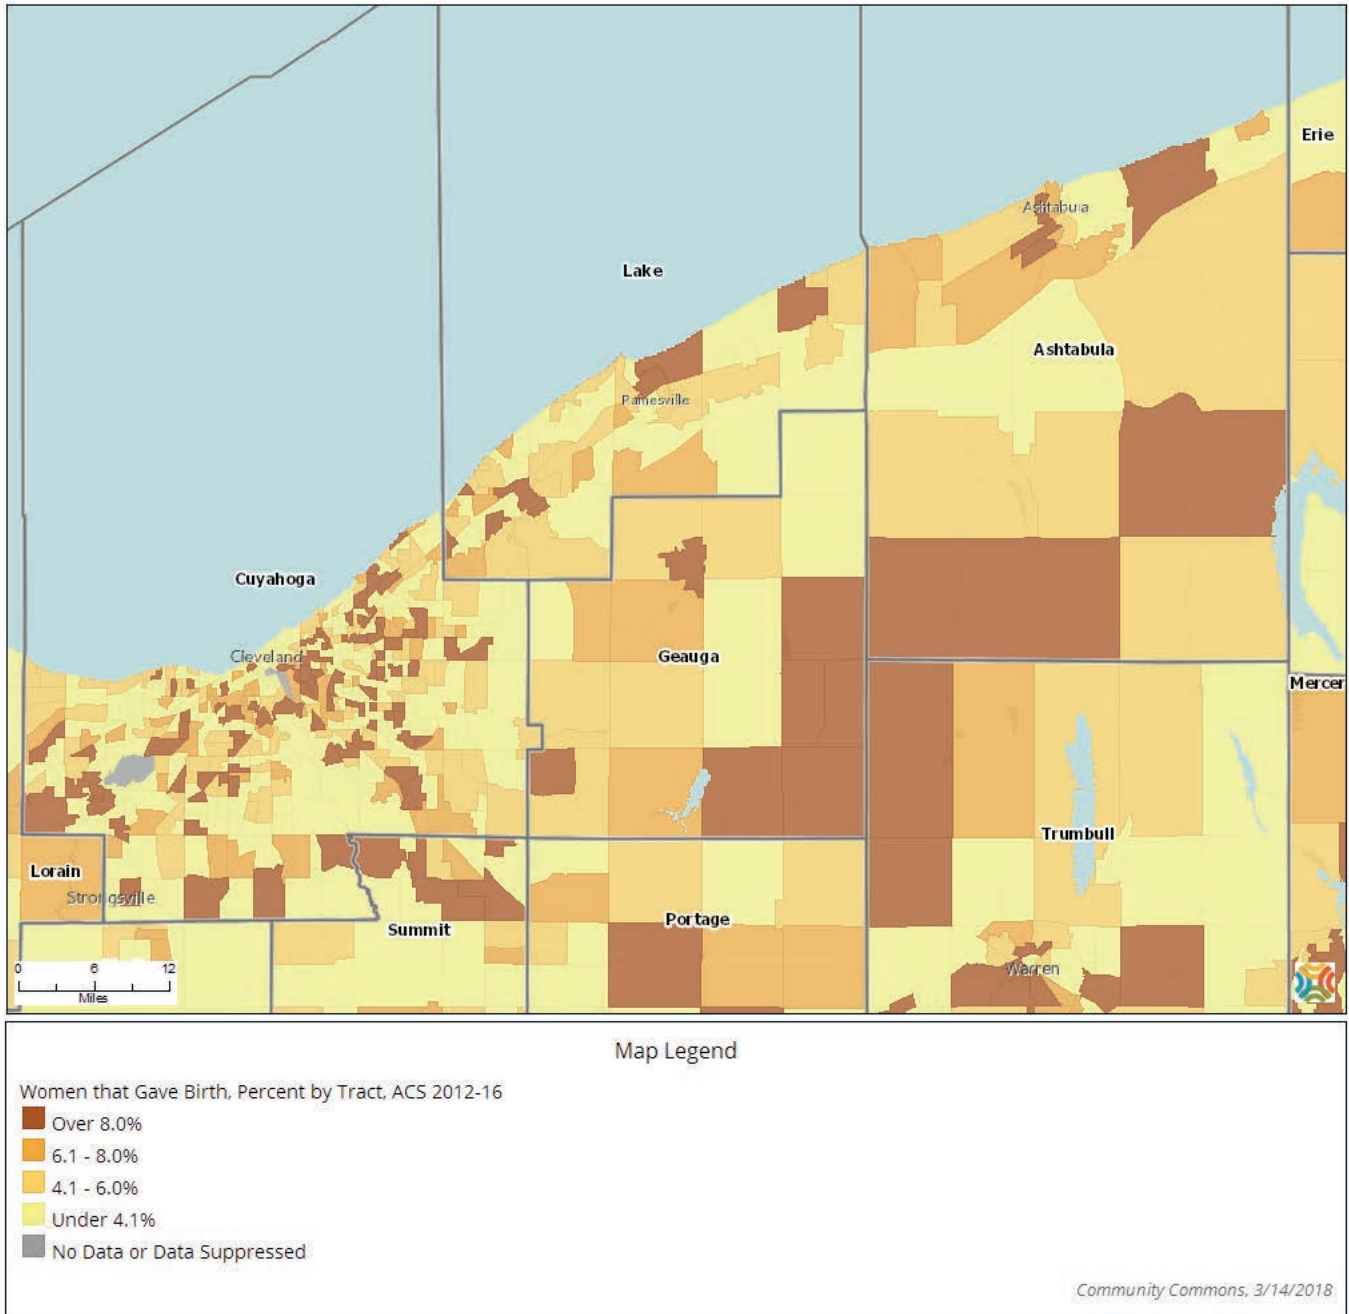 Erie
Ashtabula
Lake
Ashtabula
Painesville
Cuyahoga
Cleveland
Geauga
Mercer
Trumbull
Lorain
Strongsville
Portage
Summit
Warren
0 6 12
Miles
Map Legend
Women that Gave Birth, Percent by Tract, ACS 2012-16
Over 8.0%
6.1 - 8.0%
4.1 - 6.0%
Under 4.1%
No Data or Data Suppressed
Community Commons, 3/14/2018